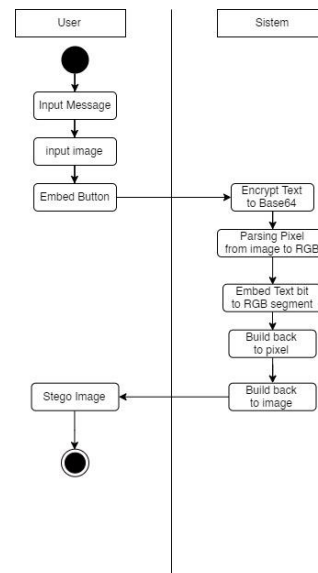 User
Sistem
Input Message
input image
Embed Button
Encrypt Text
to Base64
Parsing Pixel
from image to RGB
Embed Text bit
to RGB segment
Build back
to pixel
Build back
to image
Stego Image